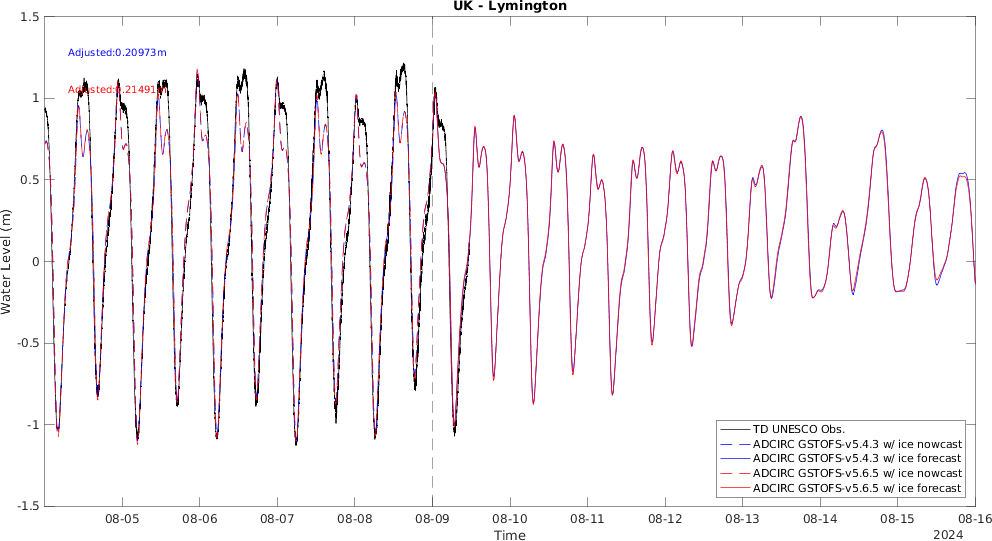 UK - Lymington
1.5
1
0.5
0
-0.5
-1
-1.5
Water Level (m)
Adjusted:0.20973m
Adjusted:0.21491m
08-05
08-06
08-07
08-08
08-09
08-10
08-11
08-12
08-13
08-14
08-15
08-16
Time
2024
TD UNESCO Obs.
ADCIRC GSTOFS-v5.4.3 w/ ice nowcast
ADCIRC GSTOFS-v5.4.3 w/ ice forecast
ADCIRC GSTOFS-v5.6.5 w/ ice nowcast
ADCIRC GSTOFS-v5.6.5 w/ ice forecast